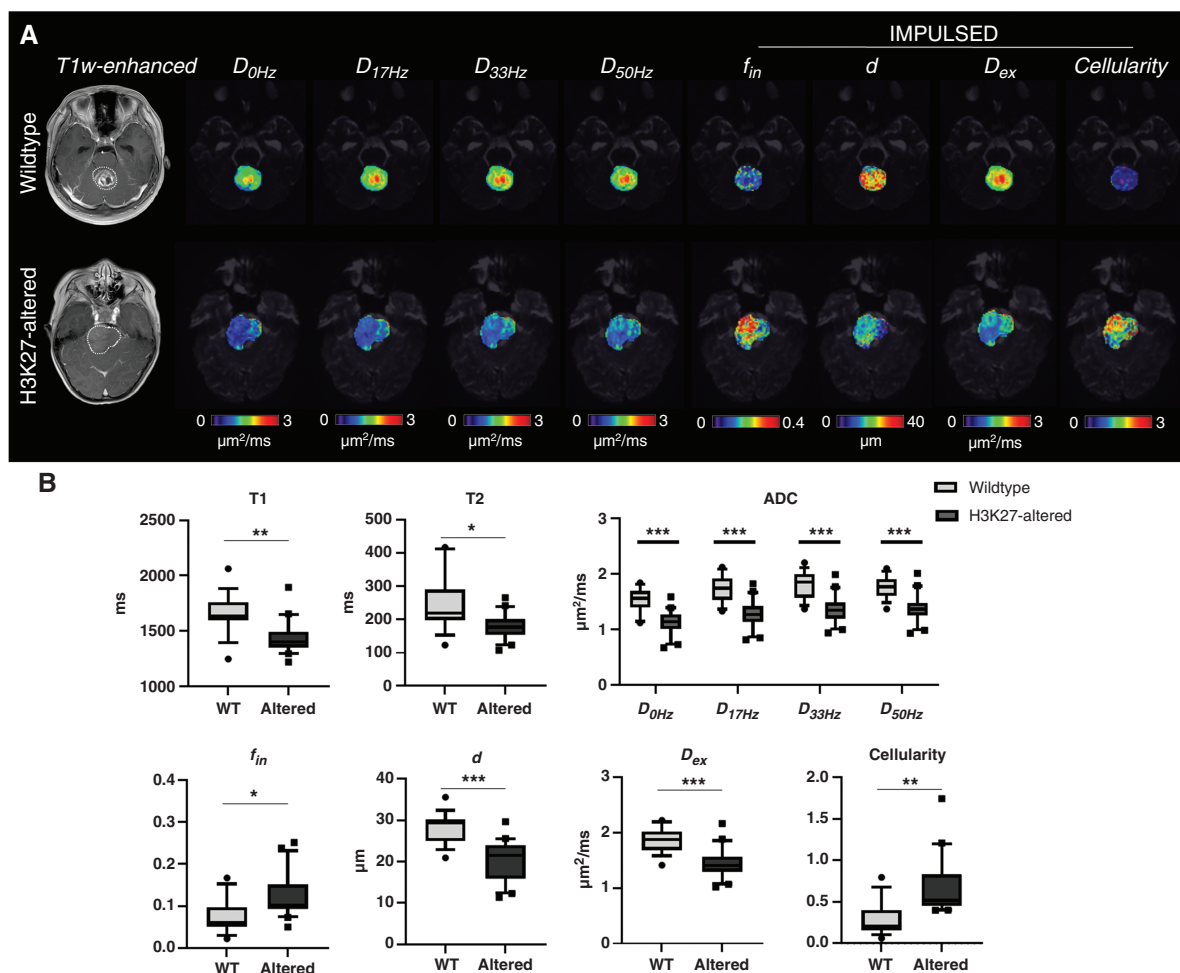 A
IMPULSED
T1w-enhanced D0Hz D17Hz D33Hz D50Hz fin d Dex Cellularity
Wildtype
H3K27-altered
0 3 0 3 0 3 0 3 0 0.4 0 40 0 3 0 3
µm²/ms µm²/ms µm²/ms µm²/ms µm µm²/ms
B
T1 T2 ADC
Wildtype
H3K27-altered
2500
2000
1500
1000
ms
**
WT Altered
500
400
300
200
100
0
ms
*
WT Altered
3
2
1
0
µm²/ms
*** *** *** ***
D0Hz D17Hz D33Hz D50Hz
fin d Dex Cellularity
0.4
0.3
0.2
0.1
0.0
*
WT Altered
40
30
20
10
0
µm
***
WT Altered
3
2
1
0
µm²/ms
***
WT Altered
2.0
1.5
1.0
0.5
0.0
**
WT Altered